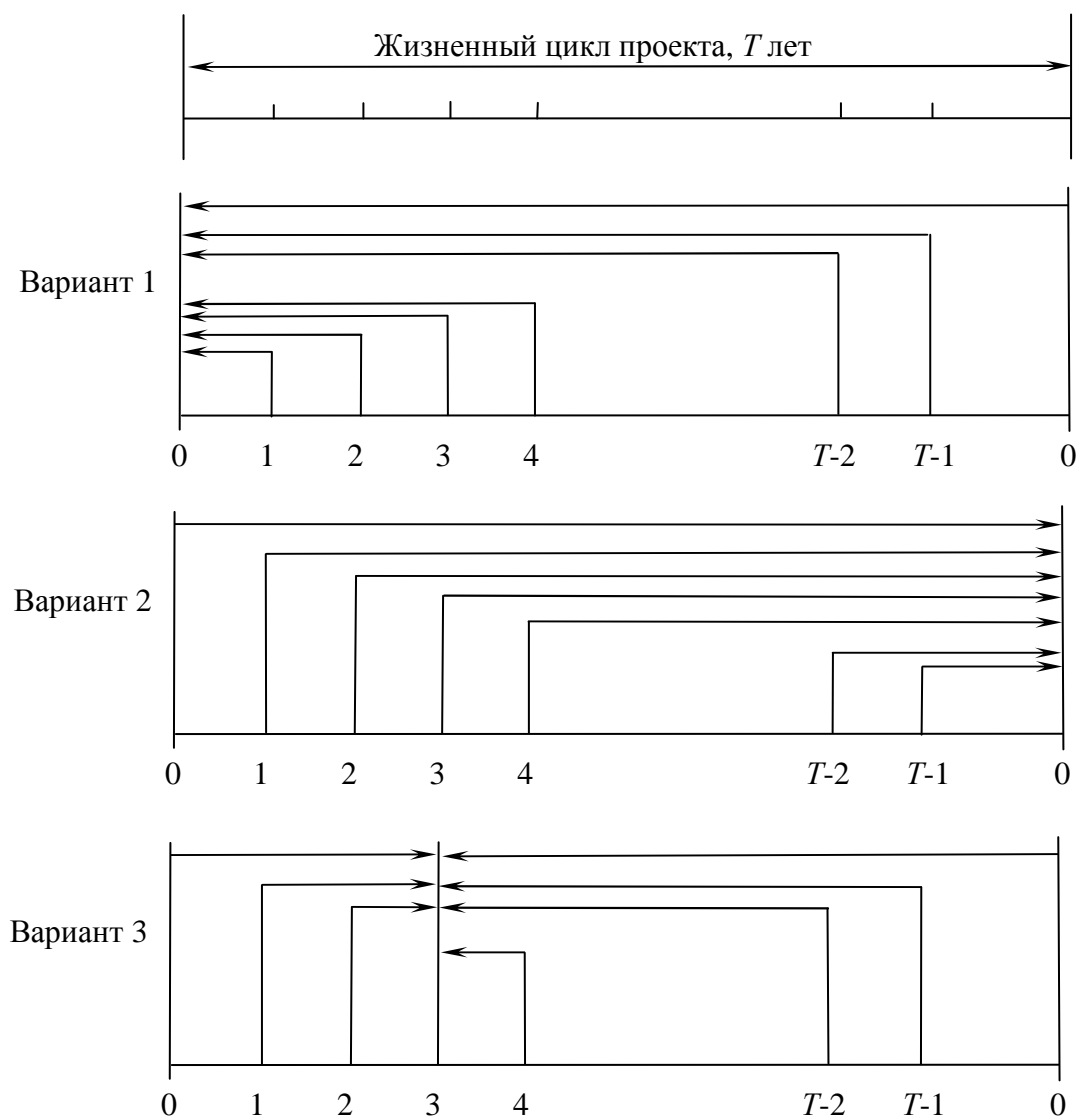 Жизненный цикл проекта, T лет
Вариант 1
0 1 2 3 4 T-2 T-1 0
Вариант 2
0 1 2 3 4 T-2 T-1 0
Вариант 3
0 1 2 3 4 T-2 T-1 0